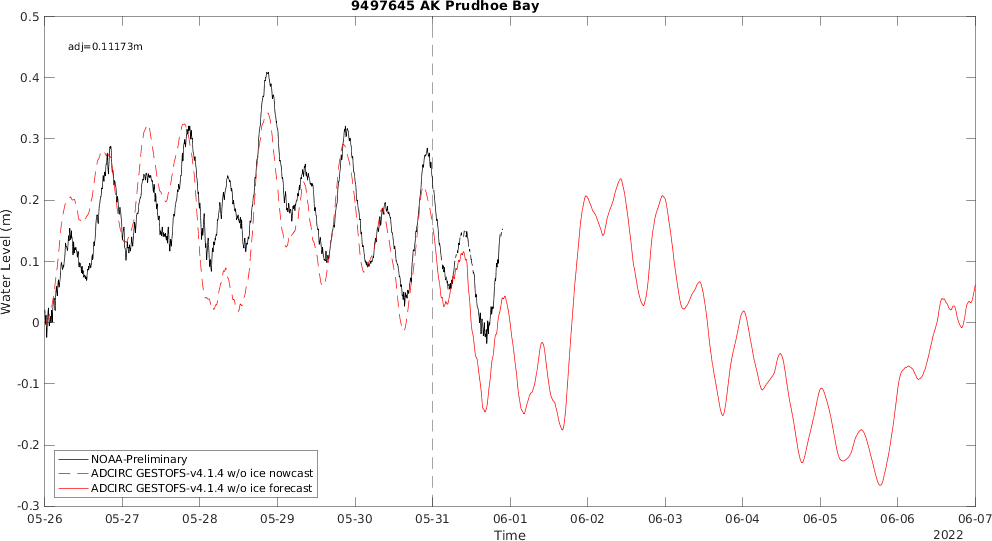 9497645 AK Prudhoe Bay
adj=0.11173m
0.5
0.4
0.3
0.2
0.1
0
-0.1
-0.2
-0.3
Water Level (m)
NOAA-Preliminary
ADCIRC GESTOFS-v4.1.4 w/o ice nowcast
ADCIRC GESTOFS-v4.1.4 w/o ice forecast
05-26 05-27 05-28 05-29 05-30 05-31 06-01 06-02 06-03 06-04 06-05 06-06 06-07
Time
2022